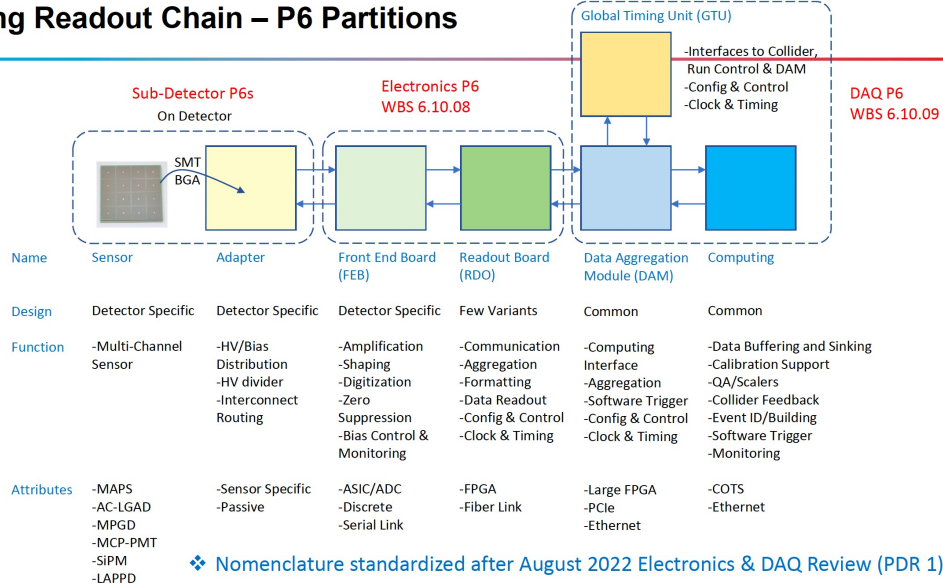 ng Readout Chain – P6 Partitions
Global Timing Unit (GTU)
-Interfaces to Collider,
Run Control & DAM
-Config & Control
-Clock & Timing
Sub-Detector P6s
On Detector
Electronics P6
WBS 6.10.08
DAQ P6
WBS 6.10.09
SMT
BGA
Name
Sensor
Adapter
Front End Board
(FEB)
Readout Board
(RDO)
Data Aggregation
Module (DAM)
Computing
Design
Detector Specific
Detector Specific
Detector Specific
Few Variants
Common
Common
Function
-Multi-Channel
Sensor
-HV/Bias
Distribution
-HV divider
-Interconnect
Routing
-Amplification
-Shaping
-Digitization
-Zero
Suppression
-Bias Control &
Monitoring
-Communication
-Aggregation
-Formatting
-Data Readout
-Config & Control
-Clock & Timing
-Computing
Interface
-Aggregation
-Software Trigger
-Config & Control
-Clock & Timing
-Data Buffering and Sinking
-Calibration Support
-QA/Scalers
-Collider Feedback
-Event ID/Building
-Software Trigger
-Monitoring
Attributes
-MAPS
-AC-LGAD
-MPGD
-MCP-PMT
-SiPM
-LAPPD
-Sensor Specific
-Passive
-ASIC/ADC
-Discrete
-Serial Link
-FPGA
-Fiber Link
-Large FPGA
-PCIe
-Ethernet
-COTS
-Ethernet
❖ Nomenclature standardized after August 2022 Electronics & DAQ Review (PDR 1)